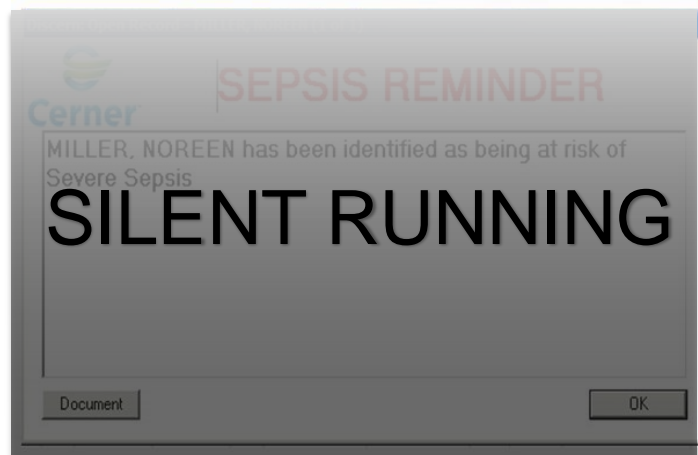 SEPSIS REMINDER
Cerner
MILLER, NOREEN has been identified as being at risk of
Severe Sepsis
SILENT RUNNING
Document
OK